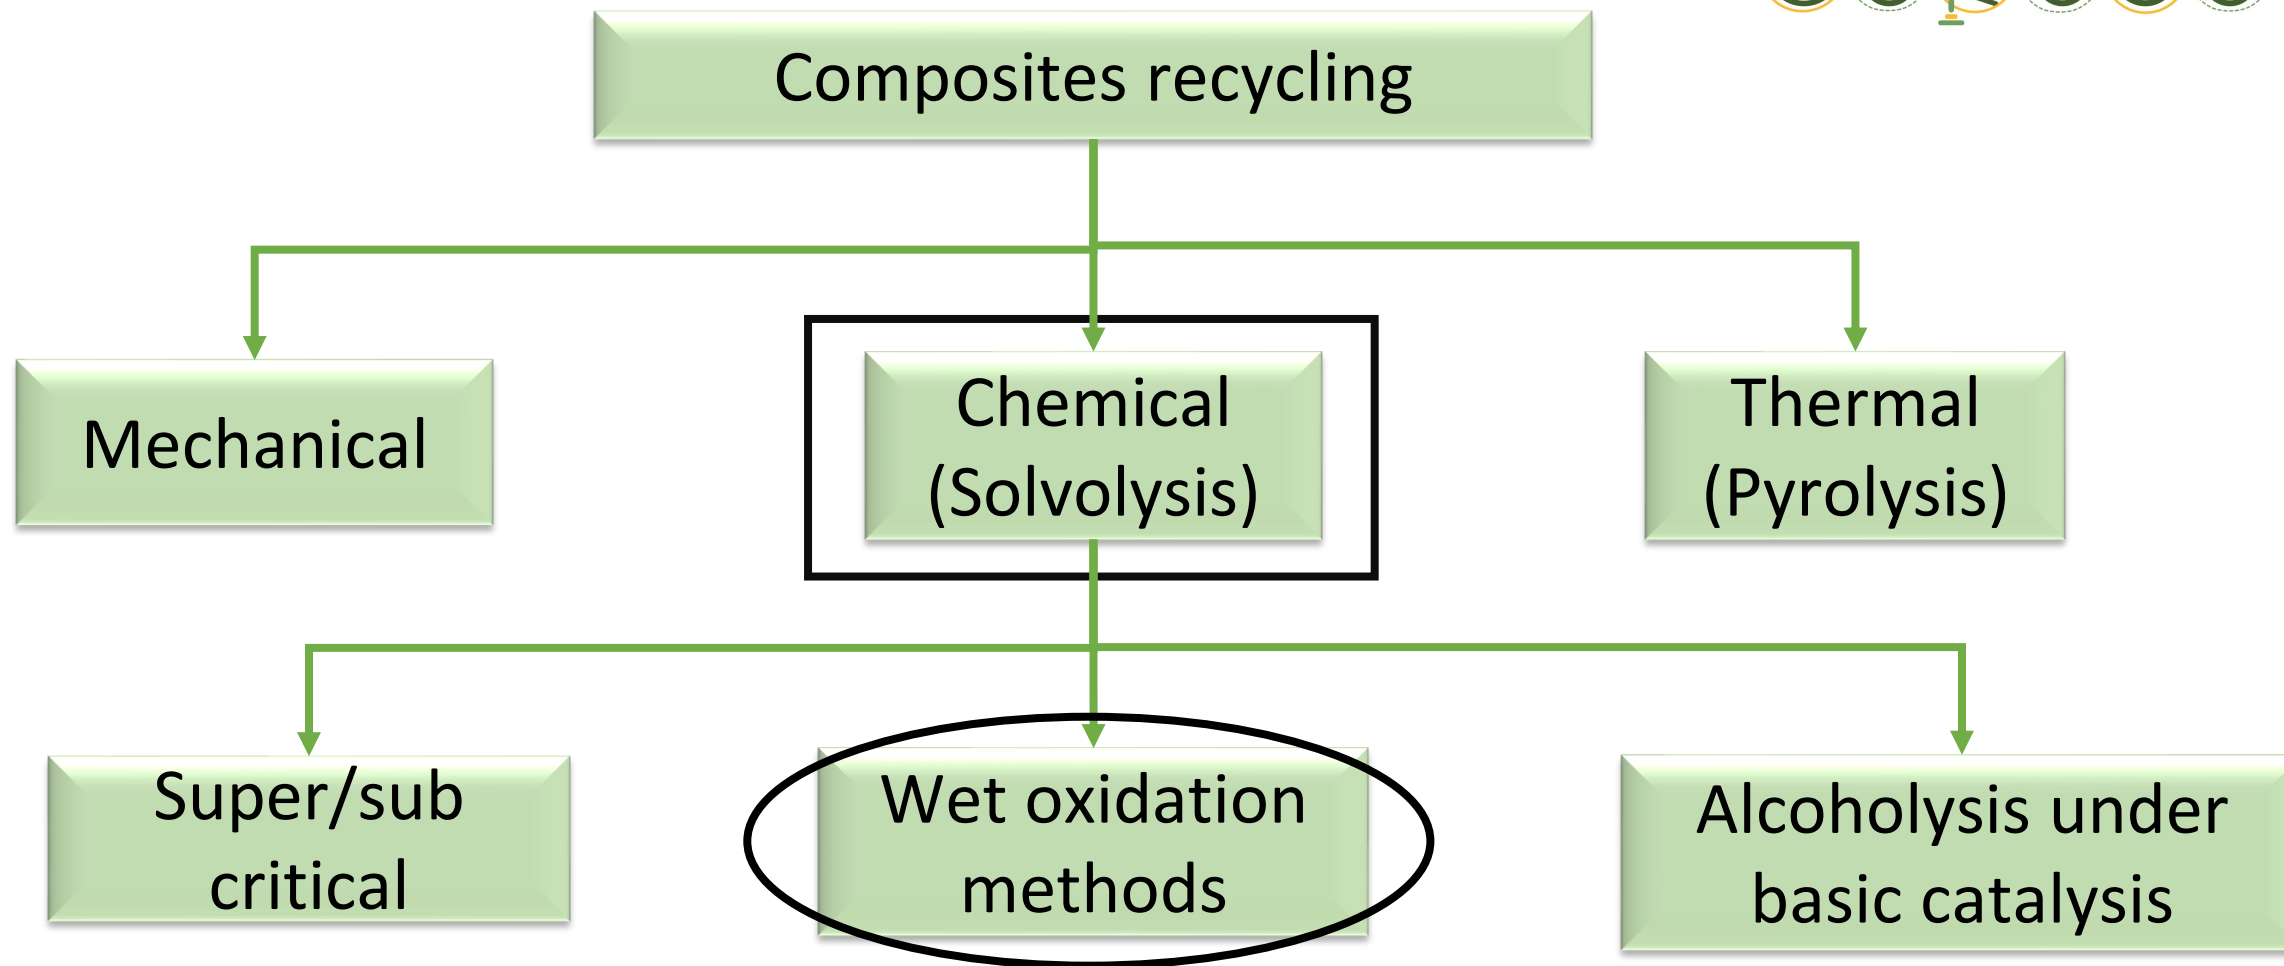 Composites recycling
Mechanical
Chemical
(Solvolysis)
Thermal
(Pyrolysis)
Super/sub
critical
Wet oxidation
methods
Alcoholysis under
basic catalysis